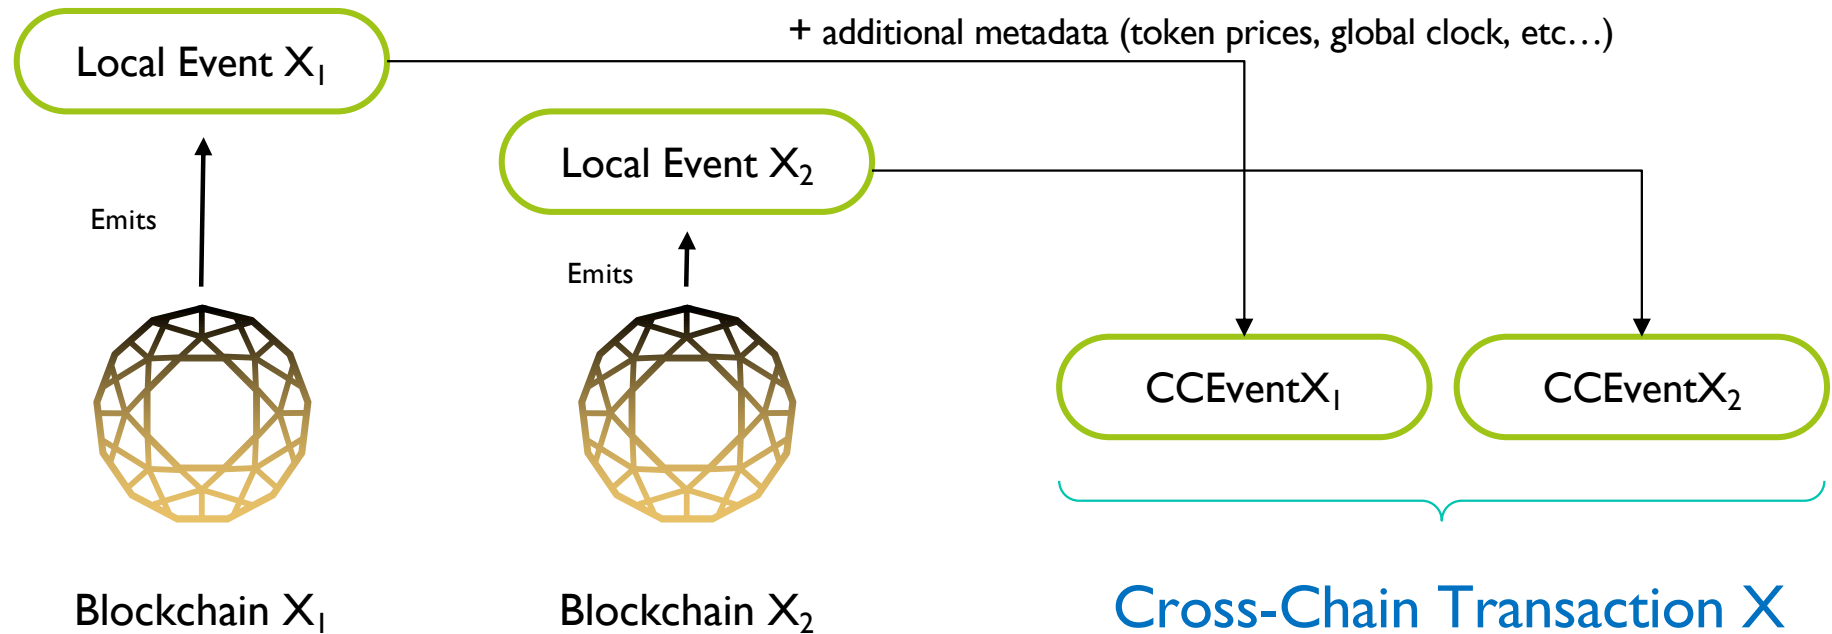 + additional metadata (token prices, global clock, etc…)
Local Event X₁
Local Event X₂
Emits
Emits
CCEventX₁
CCEventX₂
Blockchain X₁
Blockchain X₂
Cross-Chain Transaction X